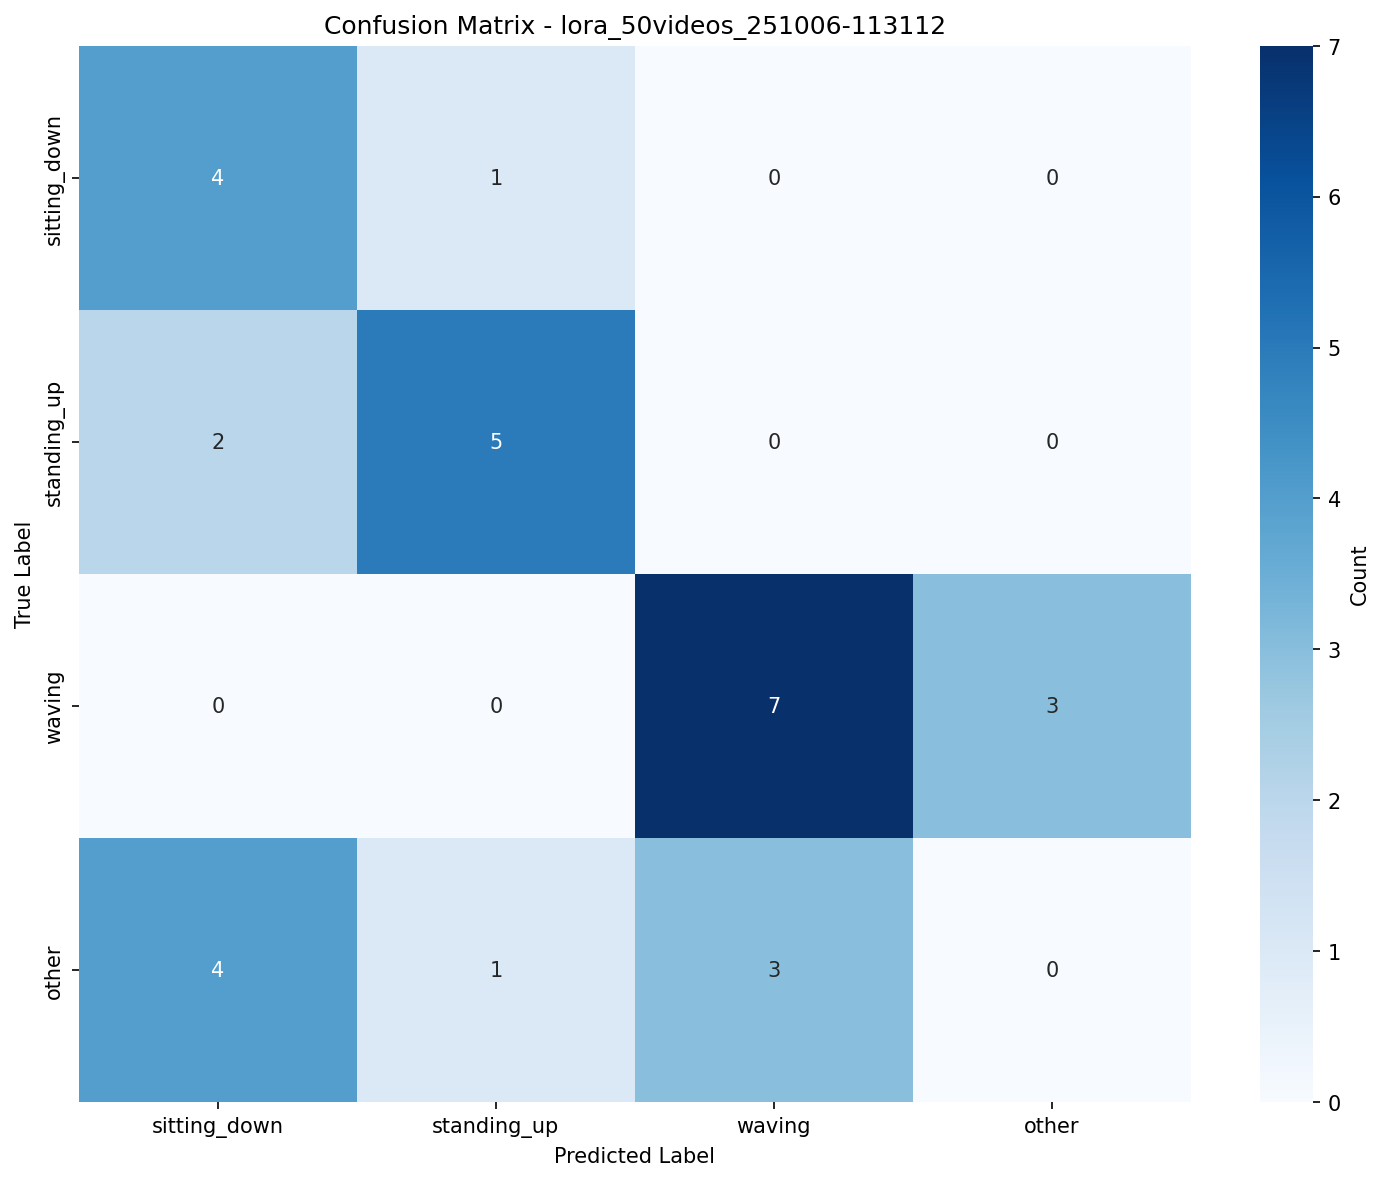 Confusion Matrix - lora_50videos_251006-113112
True Label
sitting_down
4 1 0 0
standing_up
2 5 0 0
waving
0 0 7 3
other
4 1 3 0
sitting_down standing_up waving other
Predicted Label
7
6
5
4
3
2
1
0
Count